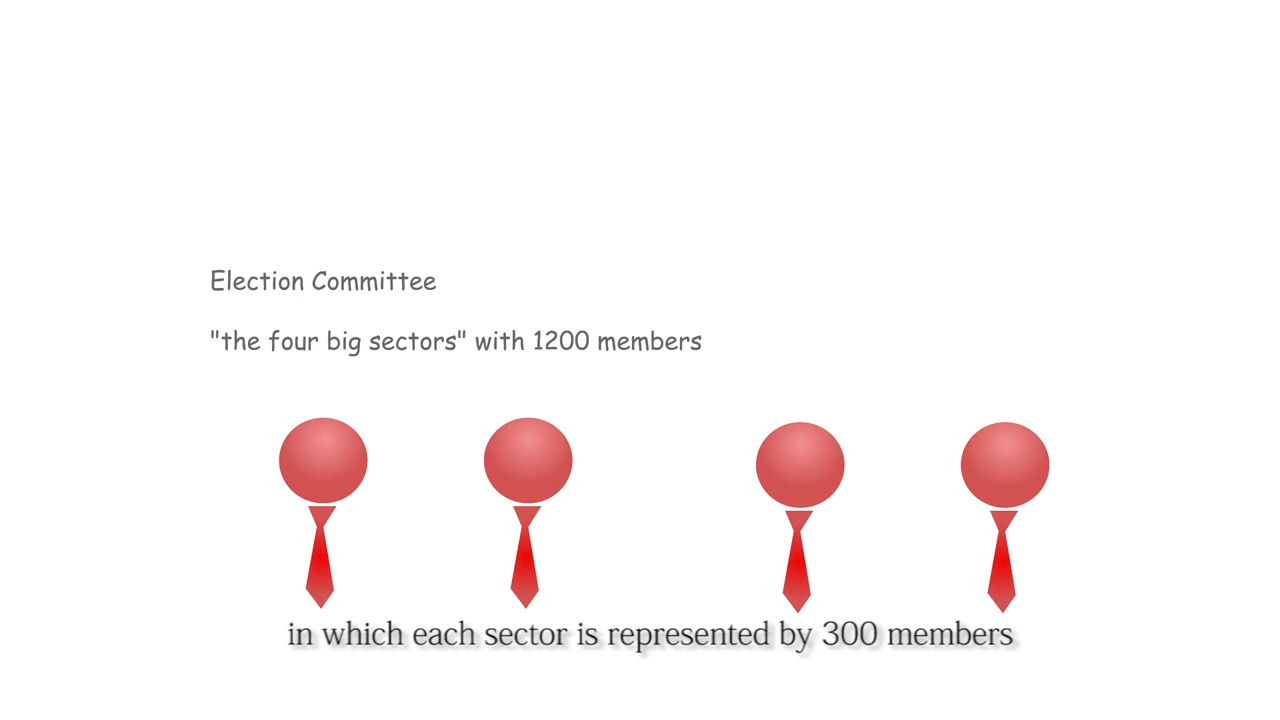 Election Committee
"the four big sectors" with 1200 members
in which each sector is represented by 300 members